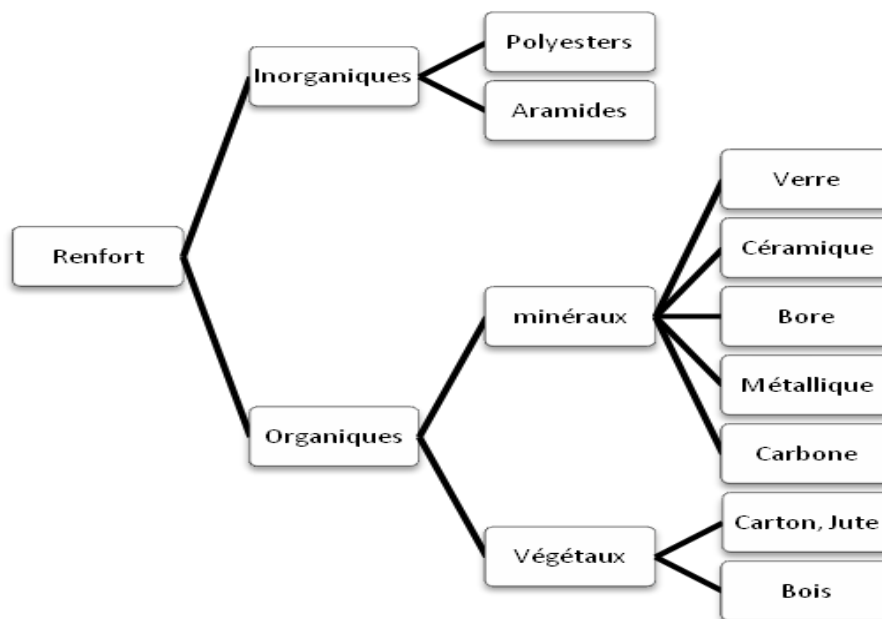 Renfort
Inorganiques
Polyesters
Aramides
Organiques
minéraux
Verre
Céramique
Bore
Métallique
Carbone
Végétaux
Carton, Jute
Bois